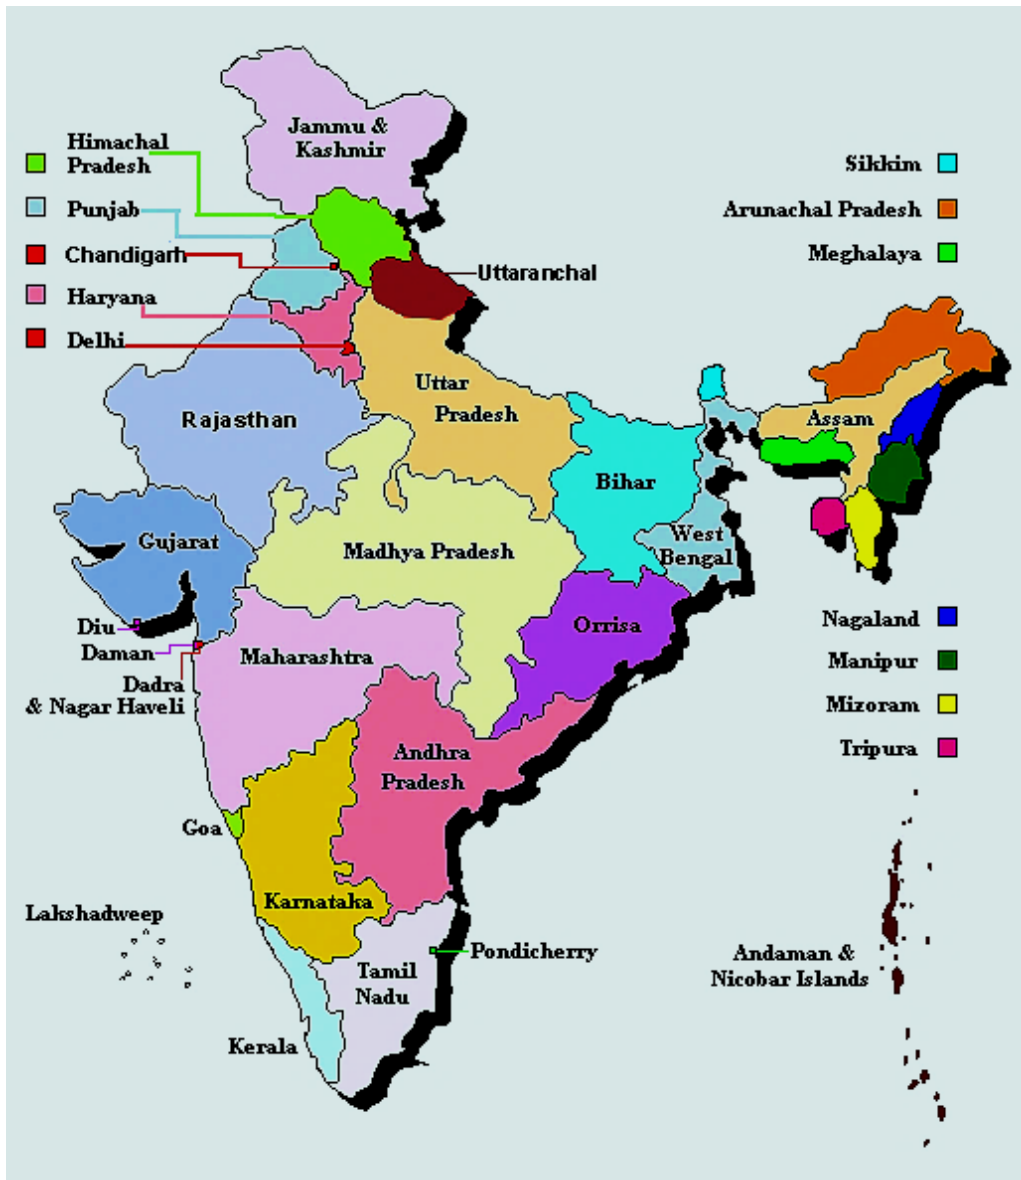 Jammu &
Kashmir
Himachal
Pradesh
Punjab
Chandigarh
Haryana
Delhi
Sikkim
Arunachal Pradesh
Meghalaya
Uttaranchal
Uttar
Pradesh
Rajasthan
Assam
Bihar
West
Bengal
Gujarat
Madhya Pradesh
Diu
Daman
Dadra
& Nagar Haveli
Maharashtra
Orrisa
Nagaland
Manipur
Mizoram
Tripura
Andhra
Pradesh
Goa
Karnataka
Lakshadweep
Pondicherry
Tamil
Nadu
Kerala
Andaman &
Nicobar Islands